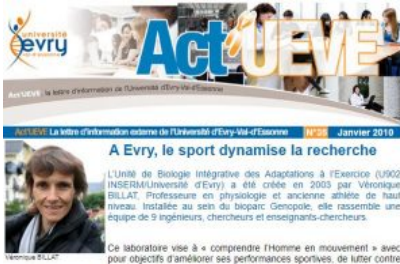 université
évry
val-d'essonne
Act'UEVE
Act'UEVE : la lettre d'information de l'Université d'Evry-Val-d'Essonne
Act'UEVE La lettre d'information externe de l'Université d'Evry-Val-d'Essonne N°35 Janvier 2010
A Evry, le sport dynamise la recherche
L'Unité de Biologie Intégrative des Adaptations à l'Exercice (U902
INSERM/Université d'Evry) a été créée en 2003 par Véronique
BILLAT, Professeure en physiologie et ancienne athlète de haut
niveau. Installée au sein du bioparc Genopole, elle rassemble une
équipe de 9 ingénieurs, chercheurs et enseignants-chercheurs.
Véronique BILLAT
Ce laboratoire vise à « comprendre l'Homme en mouvement » avec
pour objectifs d'améliorer ses performances sportives, de lutter contre